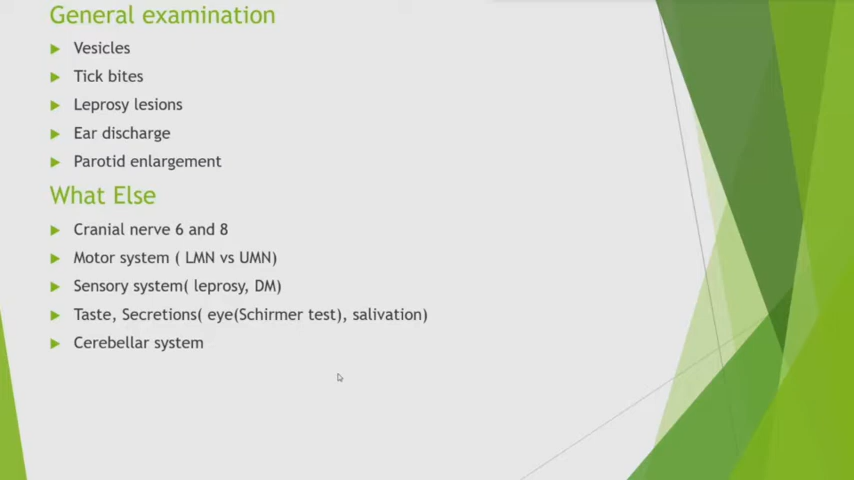 General examination
Vesicles
Tick bites
Leprosy lesions
Ear discharge
Parotid enlargement
What Else
Cranial nerve 6 and 8
Motor system ( LMN vs UMN)
Sensory system( leprosy, DM)
Taste, Secretions( eye(Schirmer test), salivation)
Cerebellar system